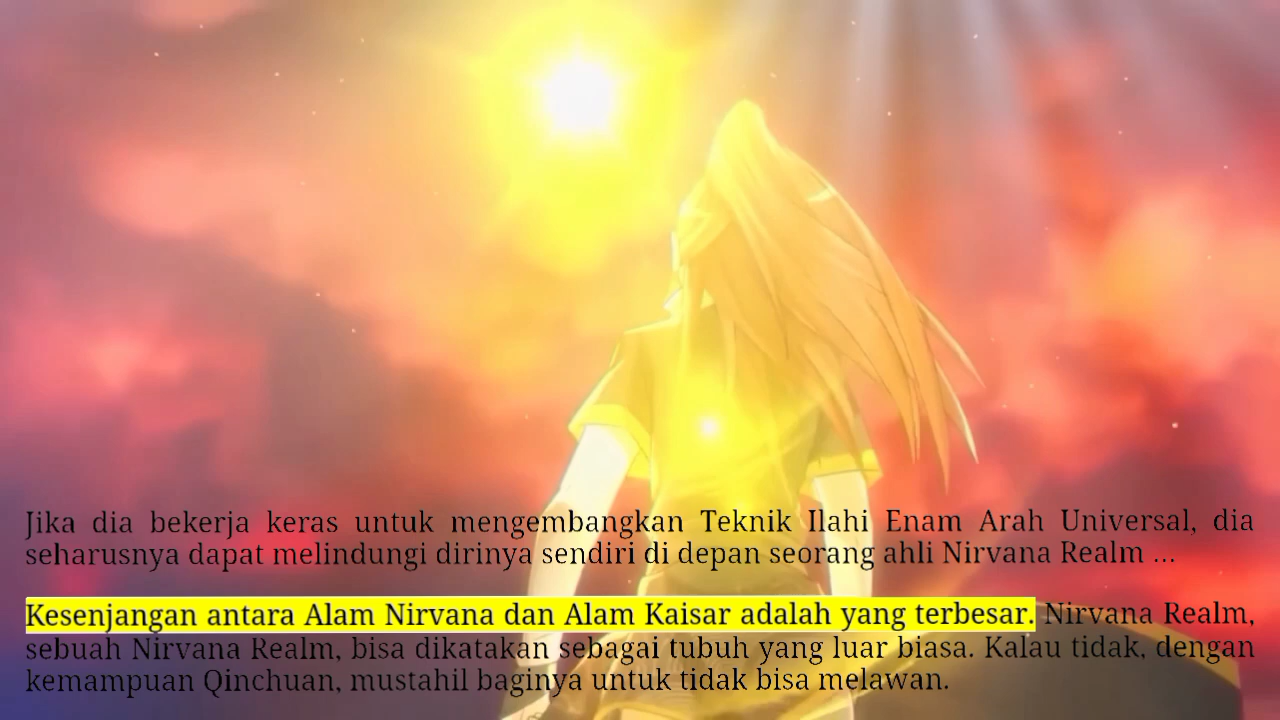 Jika dia bekerja keras untuk mengembangkan Teknik Ilahi Enam Arah Universal, dia
seharusnya dapat melindungi dirinya sendiri di depan seorang ahli Nirvana Realm ...
Kesenjangan antara Alam Nirvana dan Alam Kaisar adalah yang terbesar. Nirvana Realm,
sebuah Nirvana Realm, bisa dikatakan sebagai tubuh yang luar biasa. Kalau tidak, dengan
kemampuan Qinchuan, mustahil baginya untuk tidak bisa melawan.